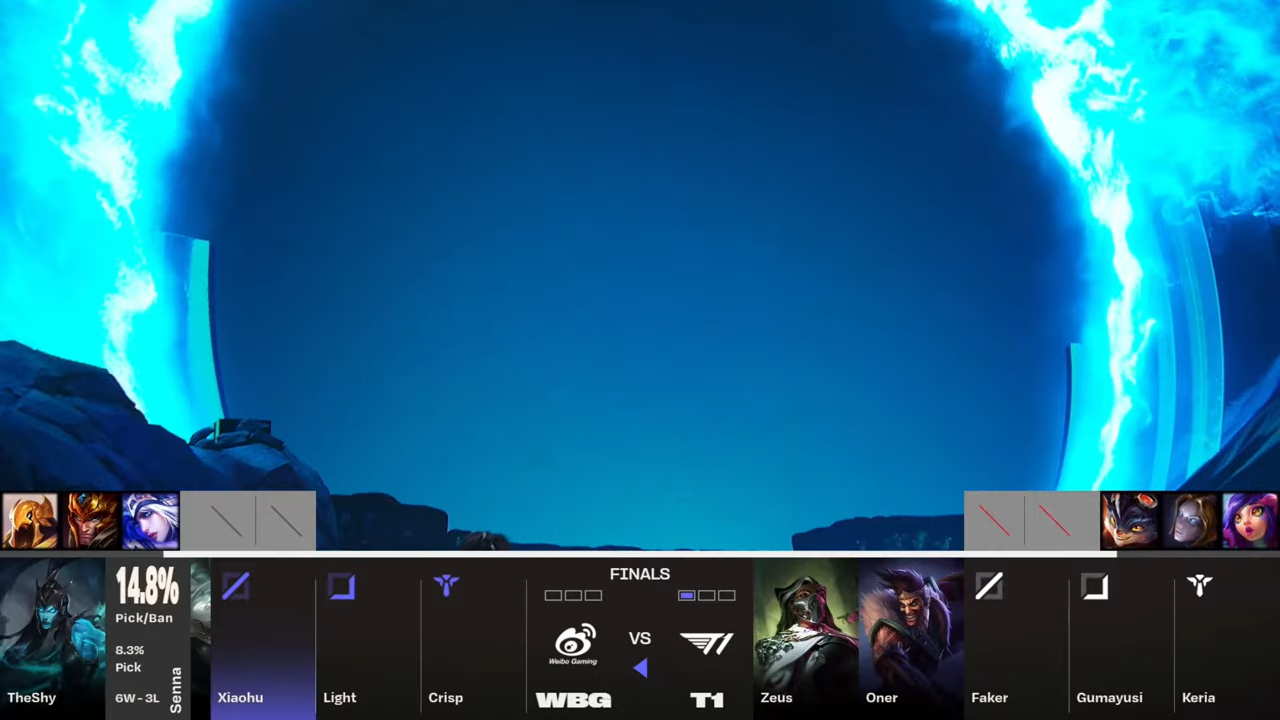 14.8%
Pick/Ban
8.3%
Pick
6W-3L
Senna
TheShy
Xiaohu
Light
Crisp
FINALS
VS
Weibo Gaming
T1
WBG
T1
Zeus
Oner
Faker
Gumayusi
Keria